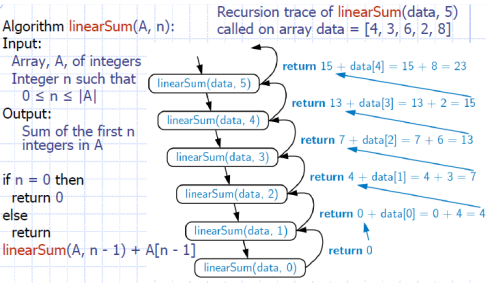 Algorithm linearSum(A, n):
Input:
Array, A, of integers
Integer n such that
0 ≤ n ≤ |A|
Output:
Sum of the first n
integers in A
if n = 0 then
return 0
else
return
linearSum(A, n - 1) + A[n - 1]
Recursion trace of linearSum(data, 5)
called on array data = [4, 3, 6, 2, 8]
linearSum(data, 5)
return 15 + data[4] = 15 + 8 = 23
linearSum(data, 4)
return 13 + data[3] = 13 + 2 = 15
linearSum(data, 3)
return 7 + data[2] = 7 + 6 = 13
linearSum(data, 2)
return 4 + data[1] = 4 + 3 = 7
linearSum(data, 1)
return 0 + data[0] = 0 + 4 = 4
linearSum(data, 0)
return 0